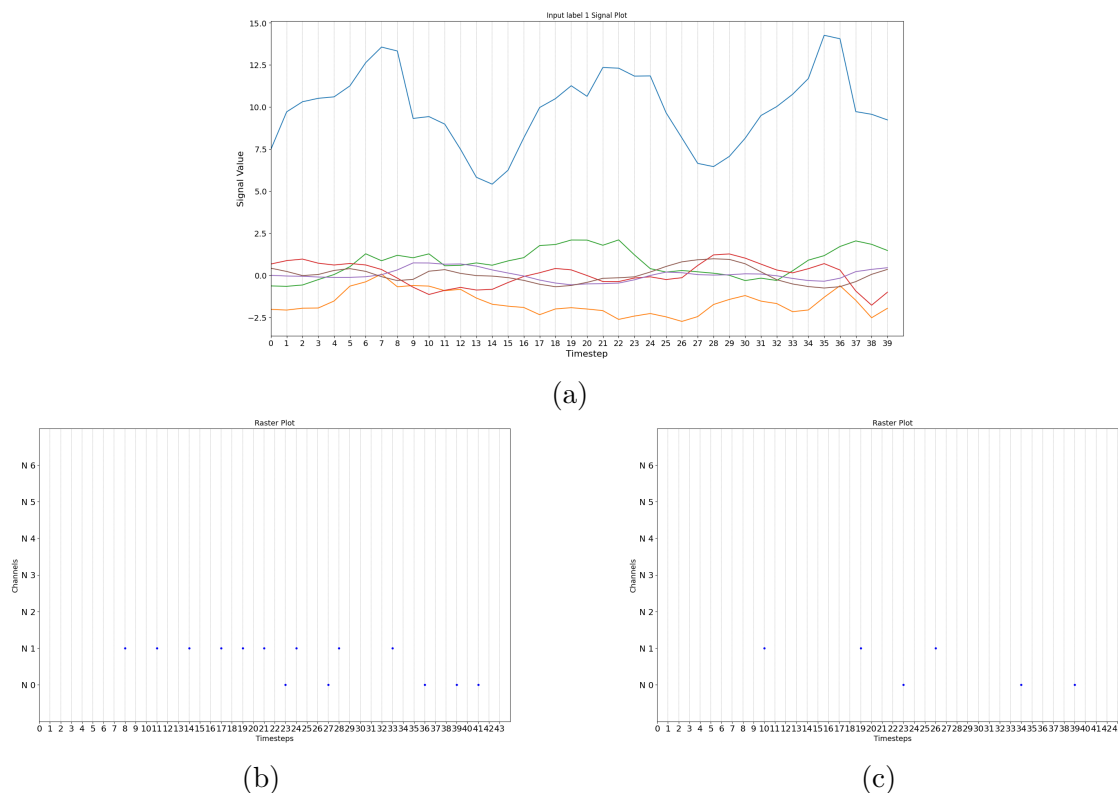 Input label 1 Signal Plot
15.0
12.5
10.0
7.5
5.0
2.5
0.0
−2.5
Signal Value
0 1 2 3 4 5 6 7 8 9 10 11 12 13 14 15 16 17 18 19 20 21 22 23 24 25 26 27 28 29 30 31 32 33 34 35 36 37 38 39
Timestep
(a)
Raster Plot
N 6
N 5
N 4
N 3
N 2
N 1
N 0
Channels
0 1 2 3 4 5 6 7 8 9 10 11 12 13 14 15 16 17 18 19 20 21 22 23 24 25 26 27 28 29 30 31 32 33 34 35 36 37 38 39 40 41 42 43
Timesteps
(b)
Raster Plot
N 6
N 5
N 4
N 3
N 2
N 1
N 0
Channels
0 1 2 3 4 5 6 7 8 9 10 11 12 13 14 15 16 17 18 19 20 21 22 23 24 25 26 27 28 29 30 31 32 33 34 35 36 37 38 39 40 41 42 4
Timesteps
(c)